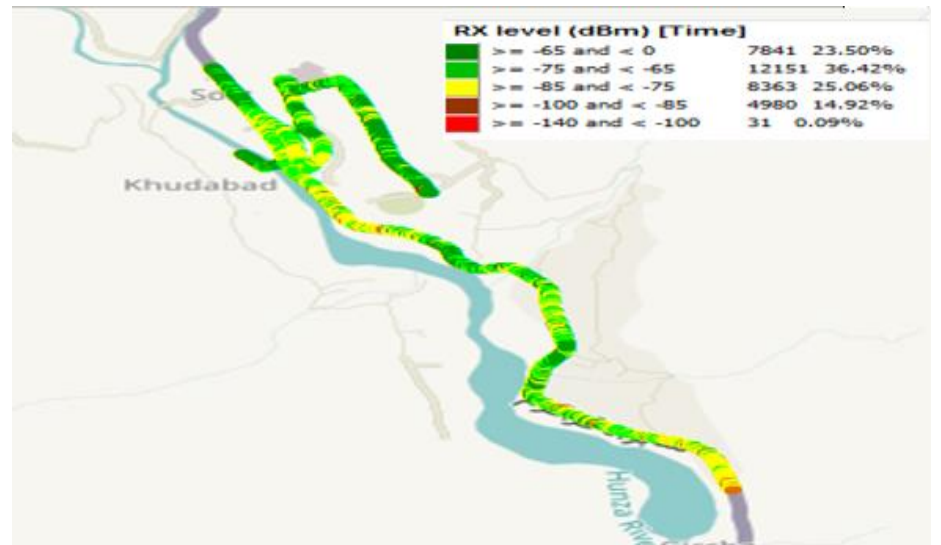 RX level (dBm) [Time]
>= -65 and < 0 7841 23.50%
>= -75 and < -65 12151 36.42%
>= -85 and < -75 8363 25.06%
>= -100 and < -85 4980 14.92%
>= -140 and < -100 31 0.09%
Khudabad
Hunza